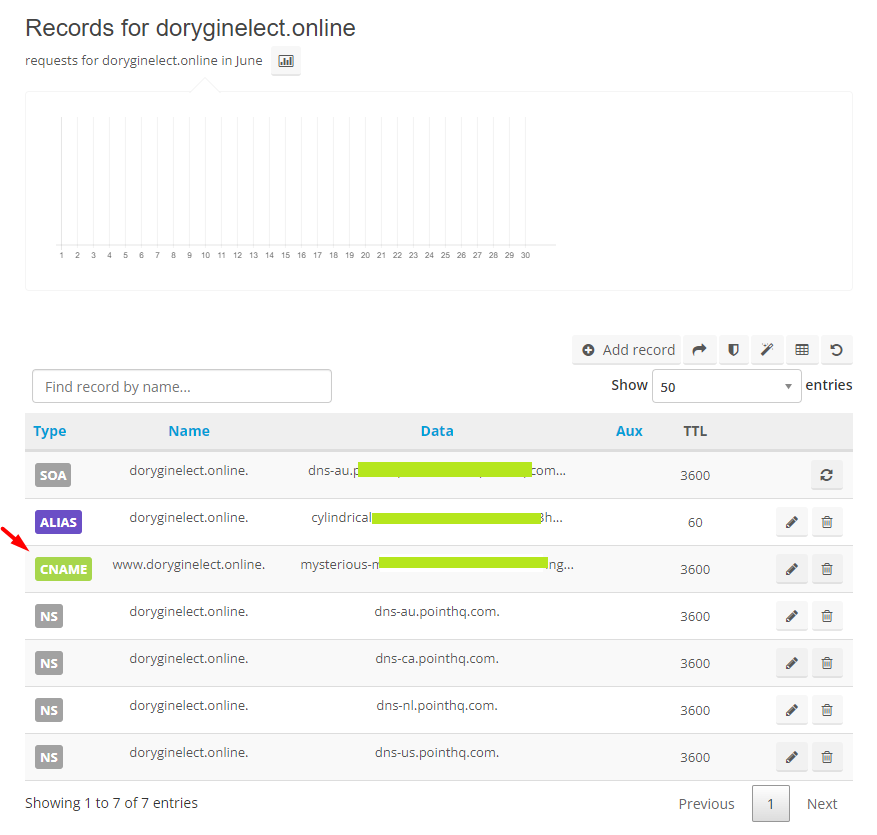 Records for doryginelect.online
requests for doryginelect.online in June
1 2 3 4 5 6 7 8 9 10 11 12 13 14 15 16 17 18 19 20 21 22 23 24 25 26 27 28 29 30
Add record
Find record by name...
Show 50 entries
Type Name Data Aux TTL
SOA doryginelect.online. dns-au.p com... 3600
ALIAS doryginelect.online. cylindrical 3h... 60
CNAME www.doryginelect.online. mysterious-m ng... 3600
NS doryginelect.online. dns-au.pointhq.com. 3600
NS doryginelect.online. dns-ca.pointhq.com. 3600
NS doryginelect.online. dns-nl.pointhq.com. 3600
NS doryginelect.online. dns-us.pointhq.com. 3600
Showing 1 to 7 of 7 entries
Previous 1 Next